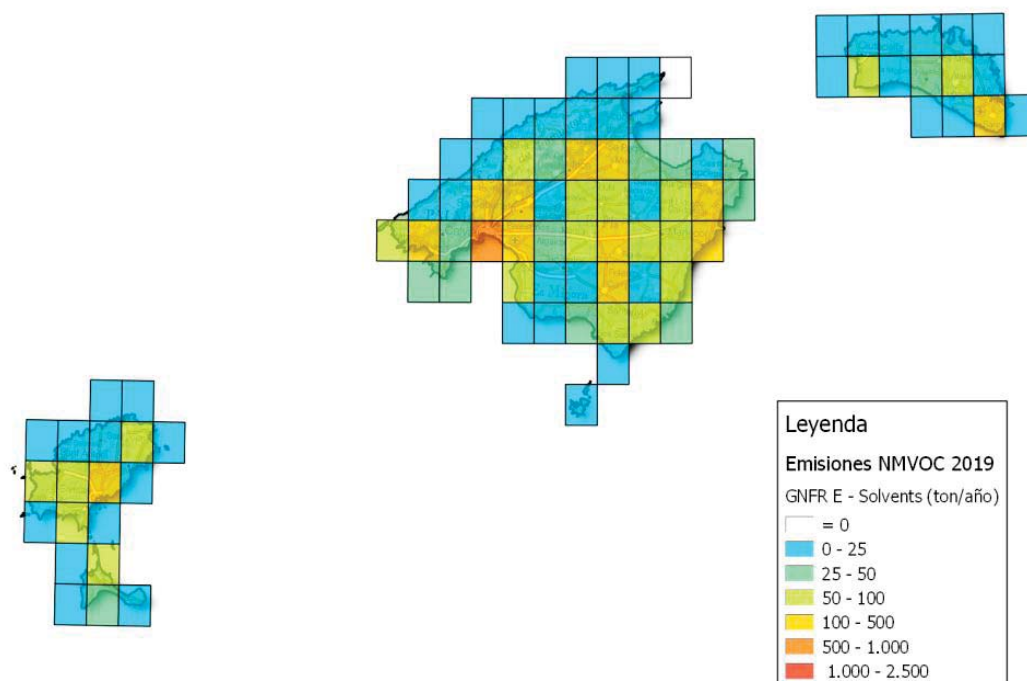 Leyenda
Emisiones NMVOC 2019
GNFR E - Solvents (ton/año)
= 0
0 - 25
25 - 50
50 - 100
100 - 500
500 - 1.000
1.000 - 2.500